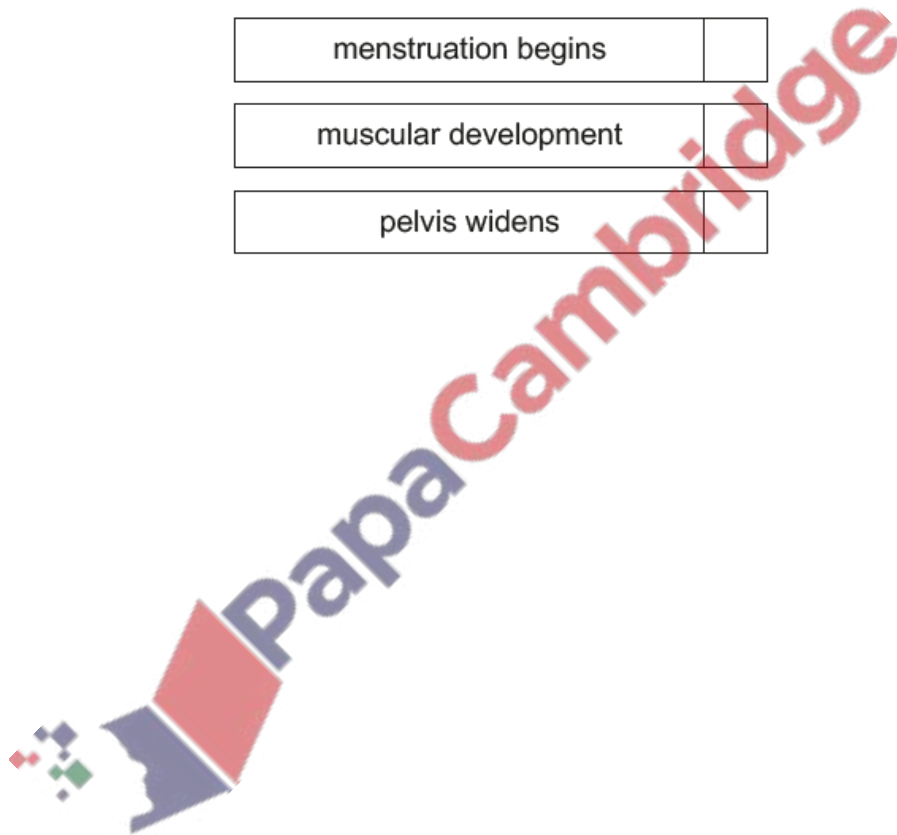 menstruation begins
muscular development
pelvis widens
PapaCambridge